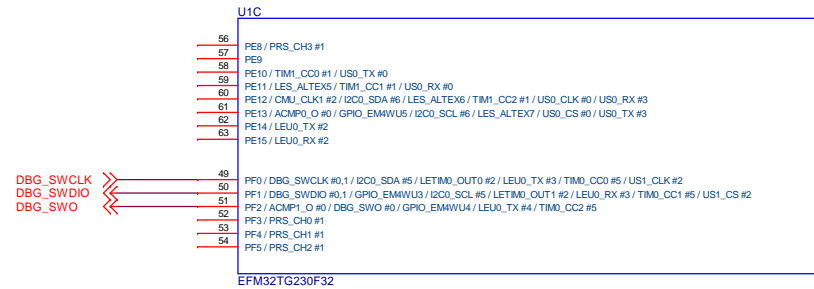 U1C
56 PE8 / PRS_CH3 #1
57 PE9
58 PE10 / TIM1_CC0 #1 / US0_TX #0
59 PE11 / LES_ALTEX5 / TIM1_CC1 #1 / US0_RX #0
60 PE12 / CMU_CLK1 #2 / I2C0_SDA #6 / LES_ALTEX6 / TIM1_CC2 #1 / US0_CLK #0 / US0_RX #3
61 PE13 / ACMP0_O #0 / GPIO_EM4WU5 / I2C0_SCL #6 / LES_ALTEX7 / US0_CS #0 / US0_TX #3
62 PE14 / LEU0_TX #2
63 PE15 / LEU0_RX #2
DBG_SWCLK 49 PF0 / DBG_SWCLK #0,1 / I2C0_SDA #5 / LETIM0_OUT0 #2 / LEU0_TX #3 / TIM0_CC0 #5 / US1_CLK #2
DBG_SWDIO 50 PF1 / DBG_SWDIO #0,1 / GPIO_EM4WU3 / I2C0_SCL #5 / LETIM0_OUT1 #2 / LEU0_RX #3 / TIM0_CC1 #5 / US1_CS #2
DBG_SWO 51 PF2 / ACMP1_O #0 / DBG_SWO #0 / GPIO_EM4WU4 / LEU0_TX #4 / TIM0_CC2 #5
52 PF3 / PRS_CH0 #1
53 PF4 / PRS_CH1 #1
54 PF5 / PRS_CH2 #1
EFM32TG230F32